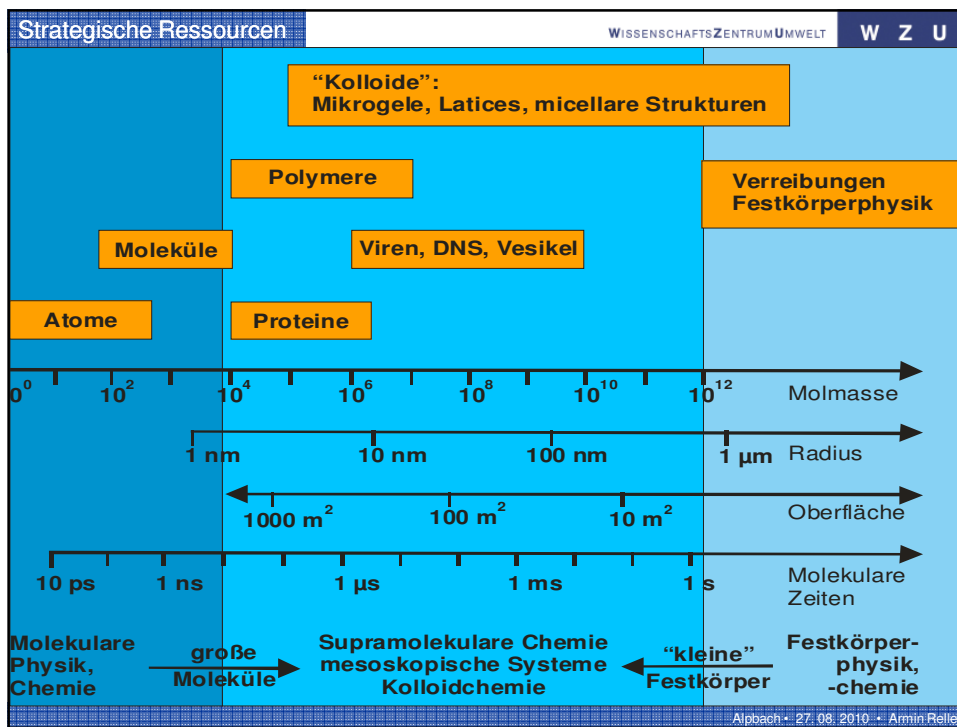 Strategische Ressourcen
WISSENSCHAFTSZENTRUMUMWELT
W Z U
“Kolloide”:
Mikrogele, Latices, micellare Strukturen
Polymere
Verreibungen
Festkörperphysik
Moleküle
Viren, DNS, Vesikel
Atome
Proteine
0⁰ 10² 10⁴ 10⁶ 10⁸ 10¹⁰ 10¹²
Molmasse
1 nm 10 nm 100 nm 1 µm Radius
1000 m² 100 m² 10 m² Oberfläche
10 ps 1 ns 1 µs 1 ms 1 s Molekulare
Zeiten
Molekulare
Physik,
Chemie
große
Moleküle
Supramolekulare Chemie
mesoskopische Systeme
Kolloidchemie
“kleine”
Festkörper
Festkörper-
physik,
-chemie
Alpbach • 27. 08. 2010 • Armin Relle